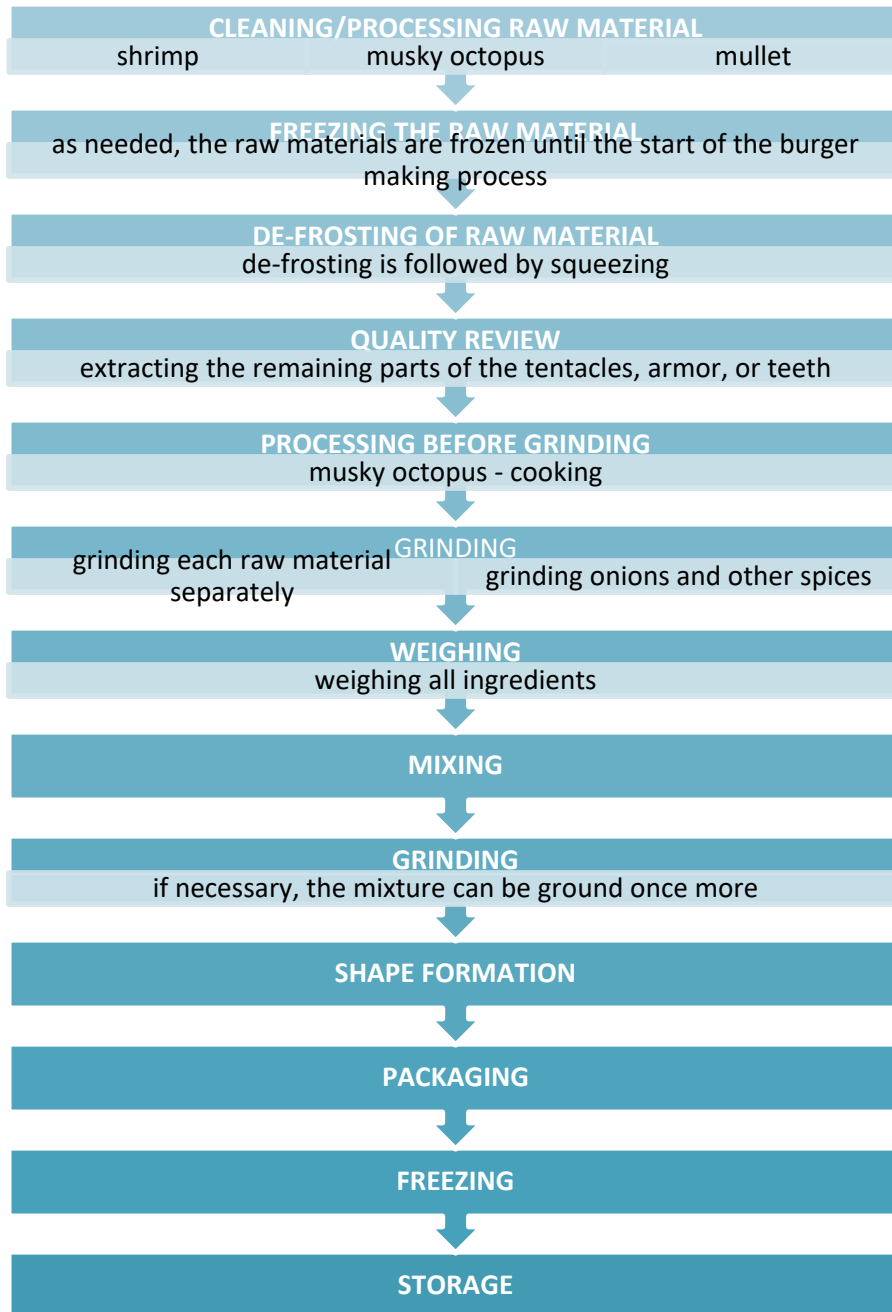 CLEANING/PROCESSING RAW MATERIAL
shrimp musky octopus mullet
FREEZING THE RAW MATERIAL
as needed, the raw materials are frozen until the start of the burger
making process
DE-FROSTING OF RAW MATERIAL
de-frosting is followed by squeezing
QUALITY REVIEW
extracting the remaining parts of the tentacles, armor, or teeth
PROCESSING BEFORE GRINDING
musky octopus - cooking
GRINDING
grinding each raw material
separately
grinding onions and other spices
WEIGHING
weighing all ingredients
MIXING
GRINDING
if necessary, the mixture can be ground once more
SHAPE FORMATION
PACKAGING
FREEZING
STORAGE